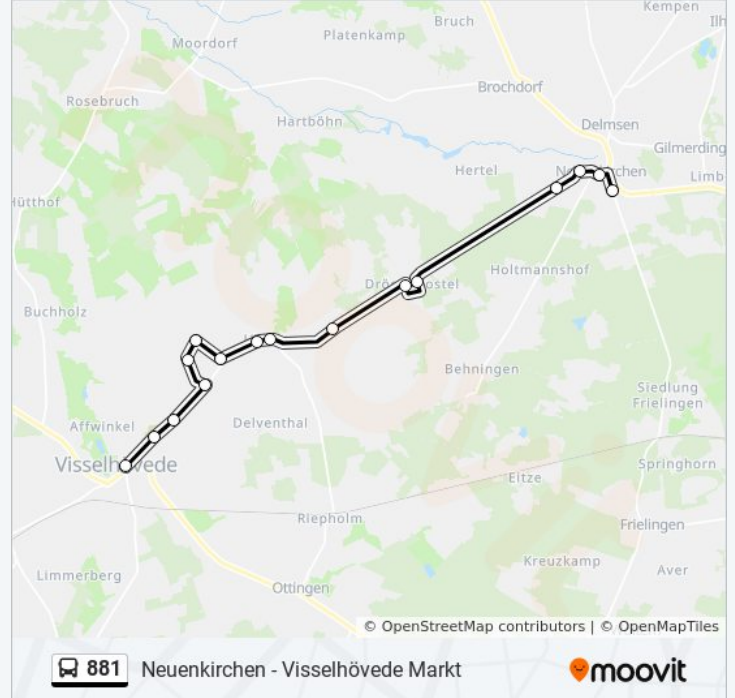 Kempen
Bruch
Platenkamp
Moordorf
Brochdorf
Rosebruch
Hartböhn
Delmsen
Gilmerding
Hertel
Limb
Holtmannshof
Buchholz
Behningen
Siedlung
Frielingen
Affwinkel
Delventhal
Visselhövede
Springhorn
Eitze
Riepholm
Frielingen
Kreuzkamp
Aver
Limmerberg
Ottingen
© OpenStreetMap contributors | © OpenMapTiles
881 Neuenkirchen - Visselhövede Markt
moovit